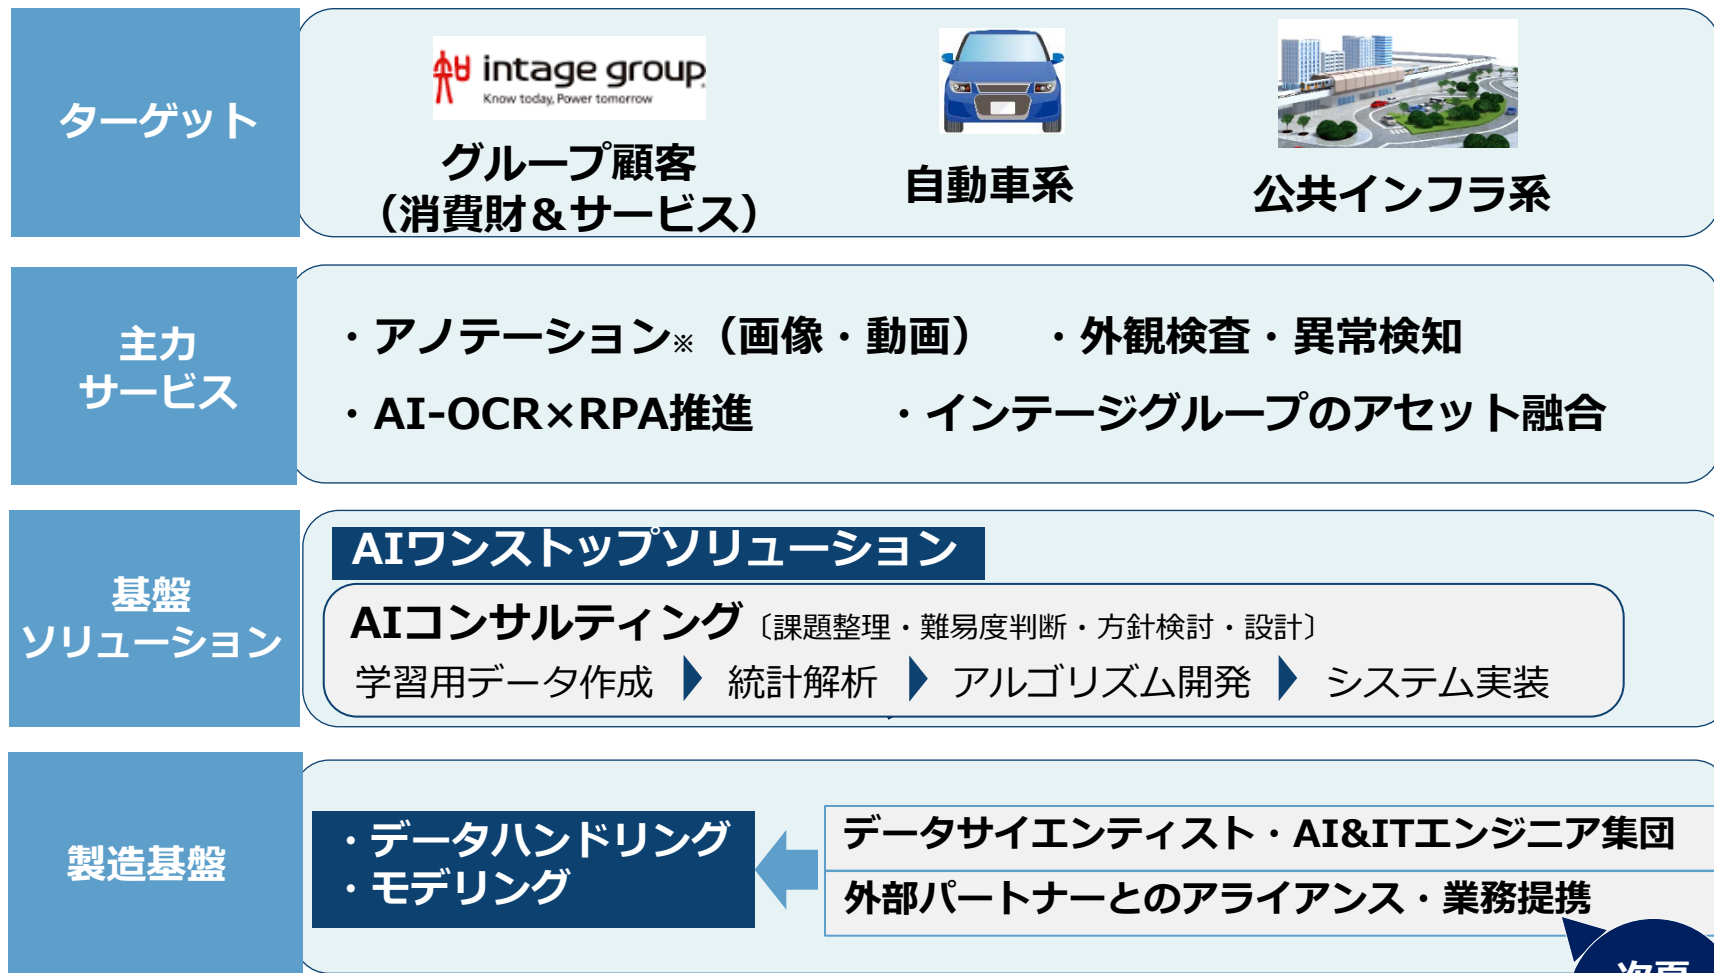 ターゲット
intage group
Know today, Power tomorrow
グループ顧客
（消費財＆サービス）
自動車系
公共インフラ系
主力
サービス
・アノテーション※（画像・動画）
・外観検査・異常検知
・AI-OCR×RPA推進
・インテージグループのアセット融合
基盤
ソリューション
AIワンストップソリューション
AIコンサルティング〔課題整理・難易度判断・方針検討・設計〕
学習用データ作成
統計解析
アルゴリズム開発
システム実装
製造基盤
・データハンドリング
・モデリング
データサイエンティスト・AI&ITエンジニア集団
外部パートナーとのアライアンス・業務提携
次頁